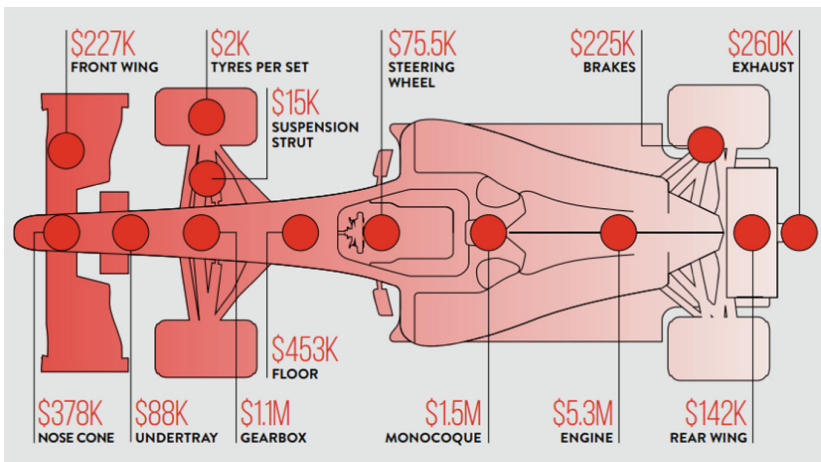 $227K
FRONT WING
$2K
TYRES PER SET
$75.5K
STEERING
WHEEL
$225K
BRAKES
$260K
EXHAUST
$15K
SUSPENSION
STRUT
$453K
FLOOR
$378K
NOSE CONE
$88K
UNDERTRAY
$1.1M
GEARBOX
$1.5M
MONOCOQUE
$5.3M
ENGINE
$142K
REAR WING